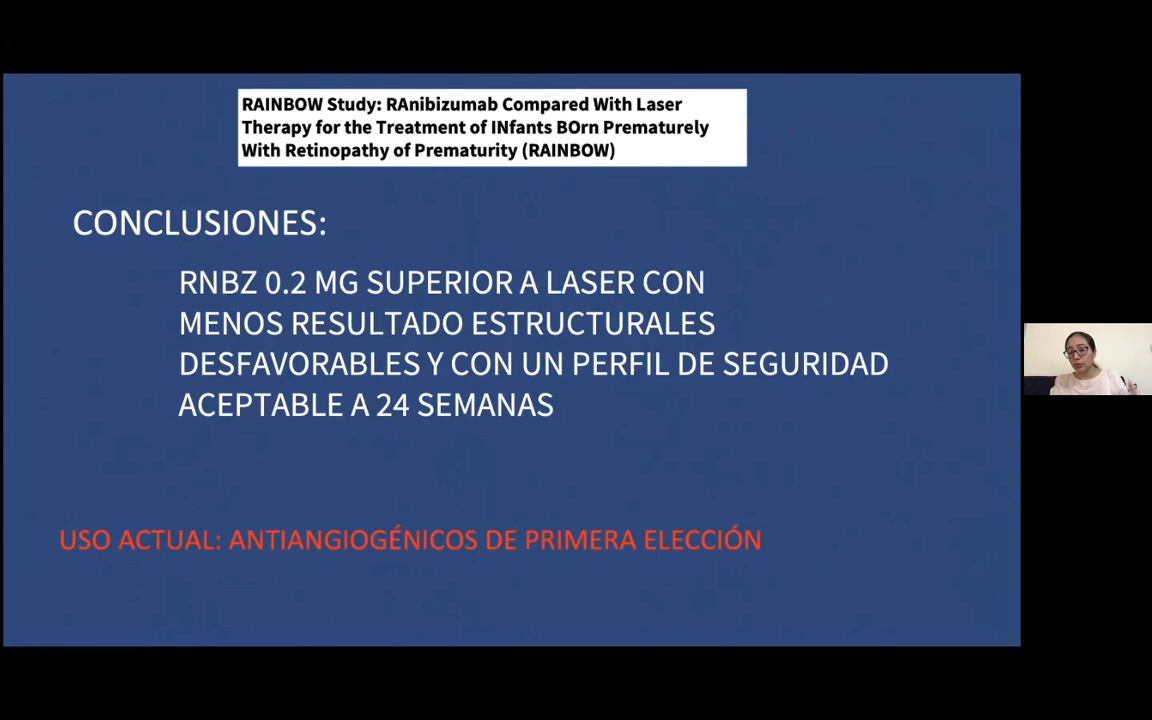 RAINBOW Study: RAnibizumab Compared With Laser
Therapy for the Treatment of INfants BOrn Prematurely
With Retinopathy of Prematurity (RAINBOW)
CONCLUSIONES:
RNBZ 0.2 MG SUPERIOR A LASER CON
MENOS RESULTADO ESTRUCTURALES
DESFAVORABLES Y CON UN PERFIL DE SEGURIDAD
ACEPTABLE A 24 SEMANAS
USO ACTUAL: ANTIANGIOGÉNICOS DE PRIMERA ELECCIÓN